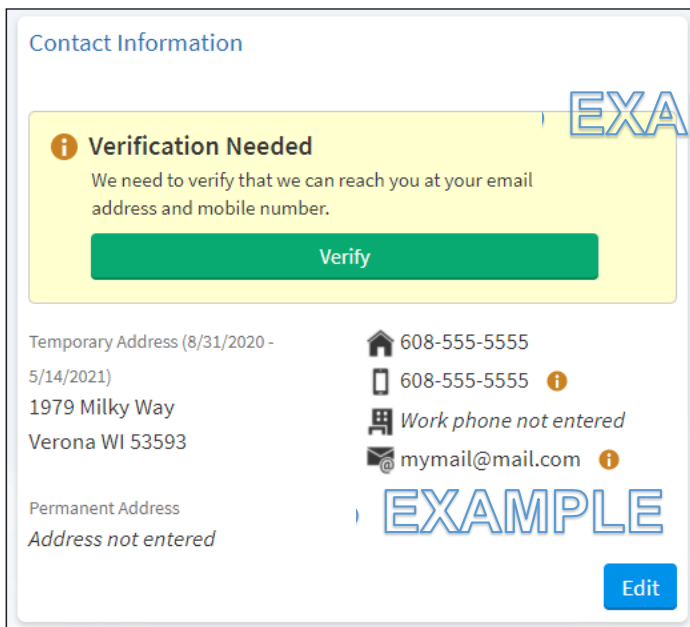 Contact Information
EXA
Verification Needed
We need to verify that we can reach you at your email
address and mobile number.
Verify
Temporary Address (8/31/2020 -
5/14/2021)
1979 Milky Way
Verona WI 53593
Permanent Address
Address not entered
608-555-5555
608-555-5555
Work phone not entered
mymail@mail.com
EXAMPLE
Edit